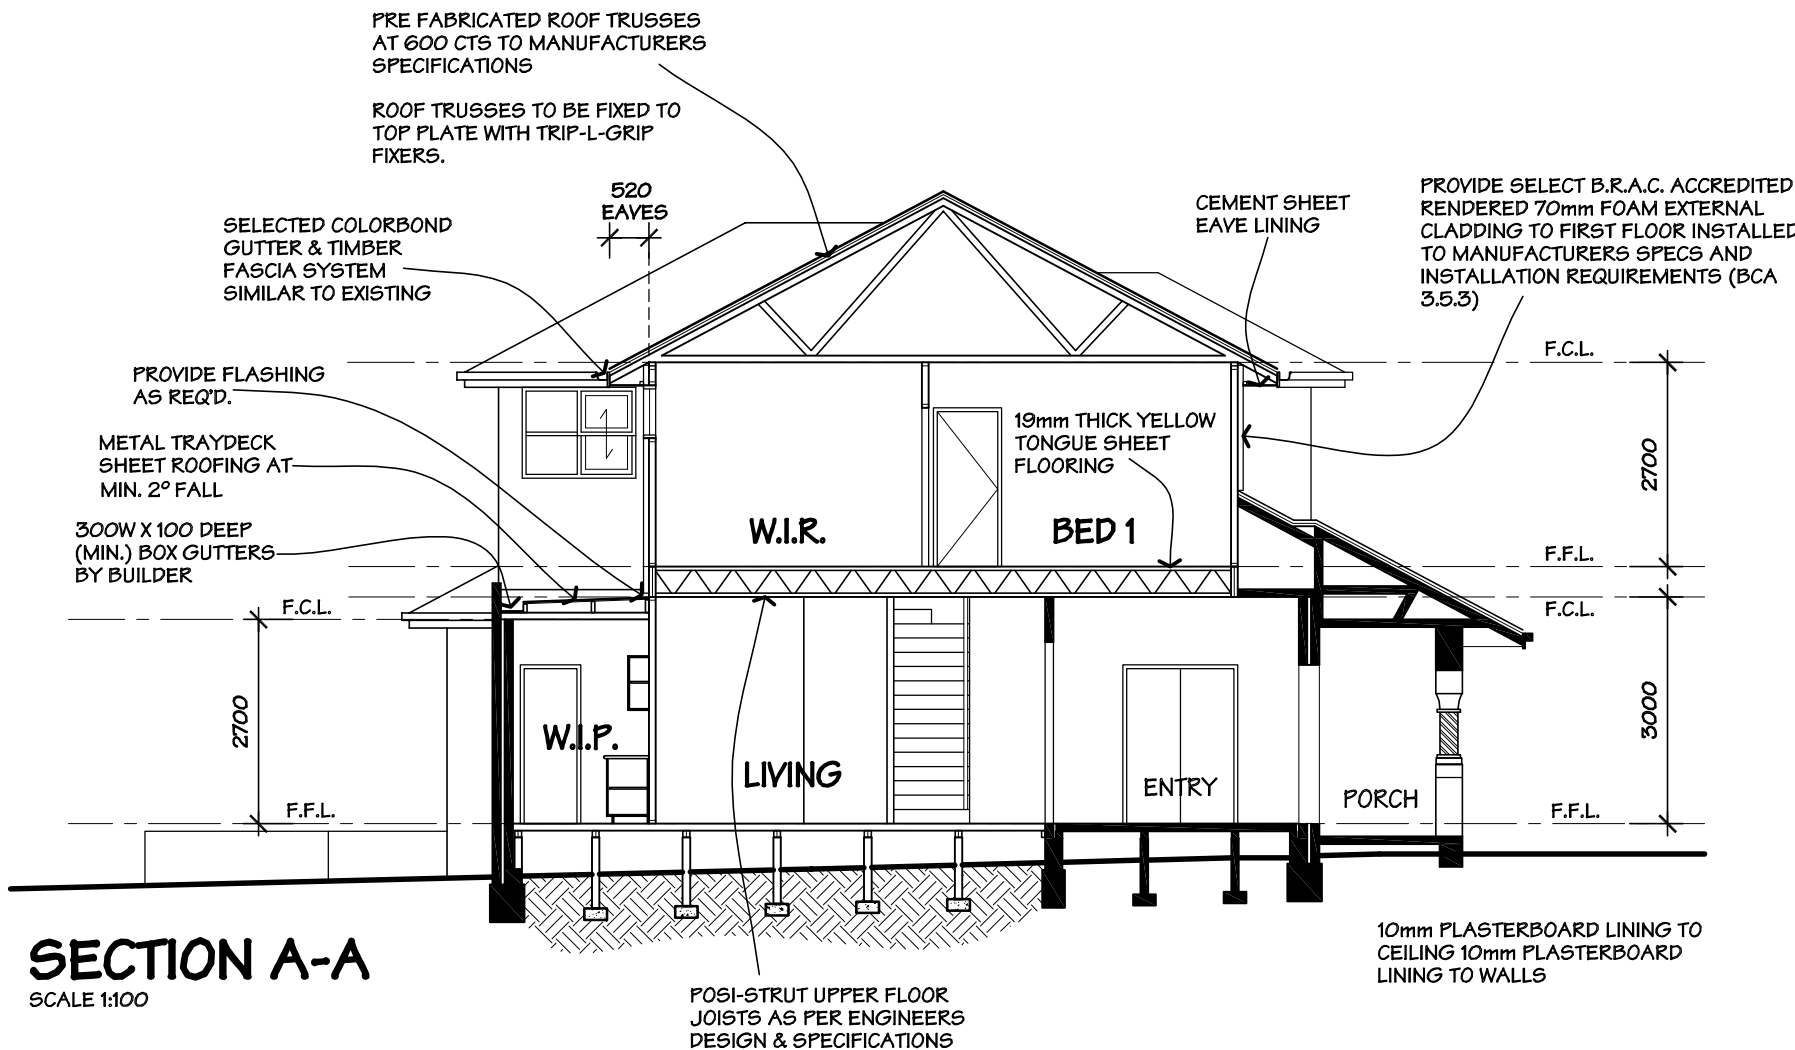 PRE FABRICATED ROOF TRUSSES
AT 600 CTS TO MANUFACTURERS
SPECIFICATIONS
ROOF TRUSSES TO BE FIXED TO
TOP PLATE WITH TRIP-L-GRIP
FIXERS.
520
EAVES
SELECTED COLORBOND
GUTTER & TIMBER
FASCIA SYSTEM
SIMILAR TO EXISTING
CEMENT SHEET
EAVE LINING
PROVIDE SELECT B.R.A.C. ACCREDITED
RENDERED 70mm FOAM EXTERNAL
CLADDING TO FIRST FLOOR INSTALLED
TO MANUFACTURERS SPECS AND
INSTALLATION REQUIREMENTS (BCA
3.5.3)
F.C.L.
PROVIDE FLASHING
AS REQ'D.
METAL TRAYDECK
SHEET ROOFING AT
MIN. 2° FALL
300W X 100 DEEP
(MIN.) BOX GUTTERS
BY BUILDER
19mm THICK YELLOW
TONGUE SHEET
FLOORING
2700
W.I.R.
BED 1
F.F.L.
F.C.L.
F.C.L.
2700
W.I.P.
LIVING
ENTRY
PORCH
3000
F.F.L.
F.F.L.
SECTION A-A
SCALE 1:100
10mm PLASTERBOARD LINING TO
CEILING 10mm PLASTERBOARD
LINING TO WALLS
POSI-STRUT UPPER FLOOR
JOISTS AS PER ENGINEERS
DESIGN & SPECIFICATIONS